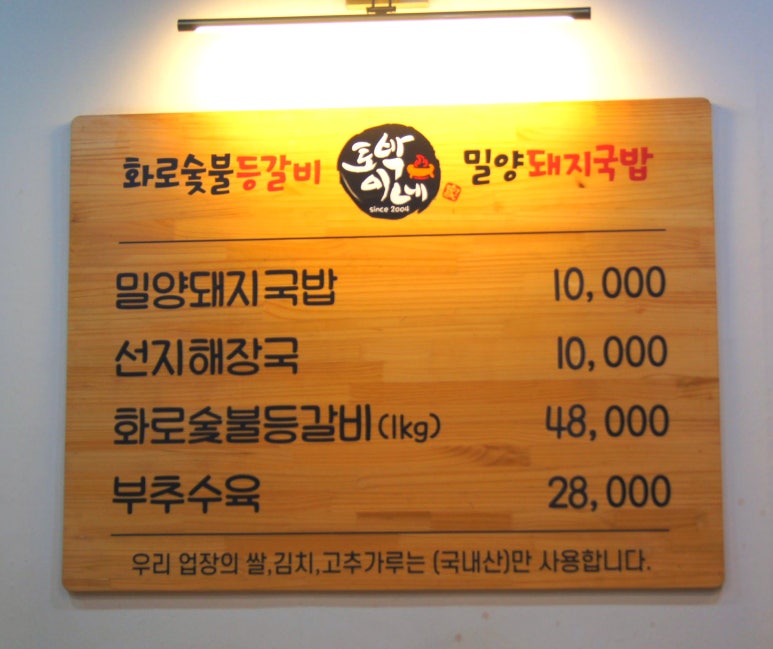 화로숯불등갈비
토박이네
since 2004
밀양돼지국밥
밀양돼지국밥 10,000
선지해장국 10,000
화로숯불등갈비(1kg) 48,000
부추수육 28,000
우리 업장의 쌀,김치,고추가루는 (국내산)만 사용합니다.